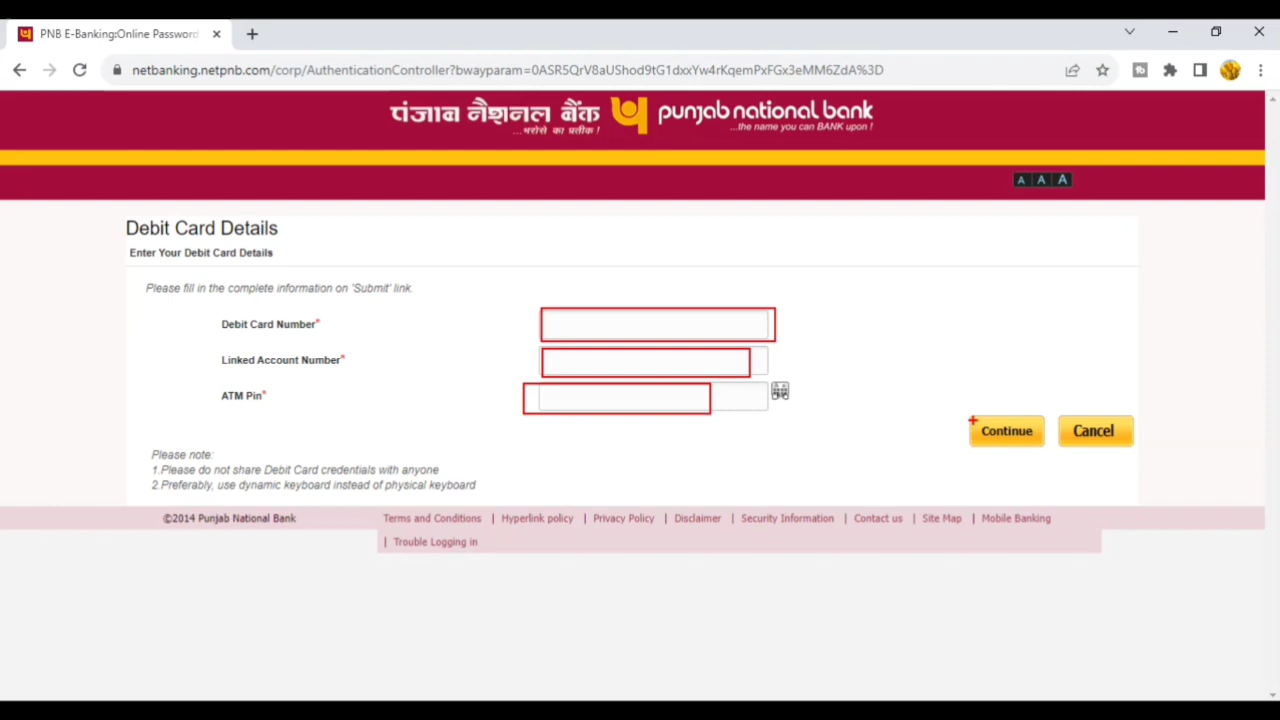 PNB E-Banking:Online Password
netbanking.netpnb.com/corp/AuthenticationController?bwayparam=0ASR5QrV8aUShod9tG1dxxYw4rKqemPxFGx3eMM6ZdA%3D
पंजाब नैशनल बैंक punjab national bank
...भरोसे का प्रतीक ! ...the name you can BANK upon !
A A A
Debit Card Details
Enter Your Debit Card Details
Please fill in the complete information on 'Submit' link.
Debit Card Number*
Linked Account Number*
ATM Pin*
Continue Cancel
Please note:
1.Please do not share Debit Card credentials with anyone
2.Preferably, use dynamic keyboard instead of physical keyboard
©2014 Punjab National Bank Terms and Conditions | Hyperlink policy | Privacy Policy | Disclaimer | Security Information | Contact us | Site Map | Mobile Banking
| Trouble Logging in